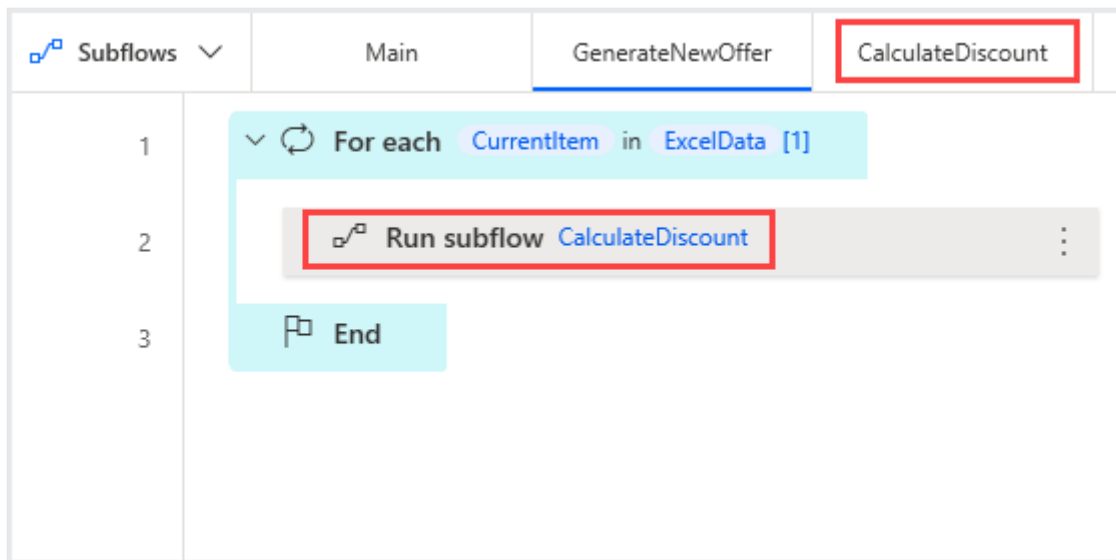 Subflows Main GenerateNewOffer CalculateDiscount
1 For each CurrentItem in ExcelData [1]
2 Run subflow CalculateDiscount
3 End